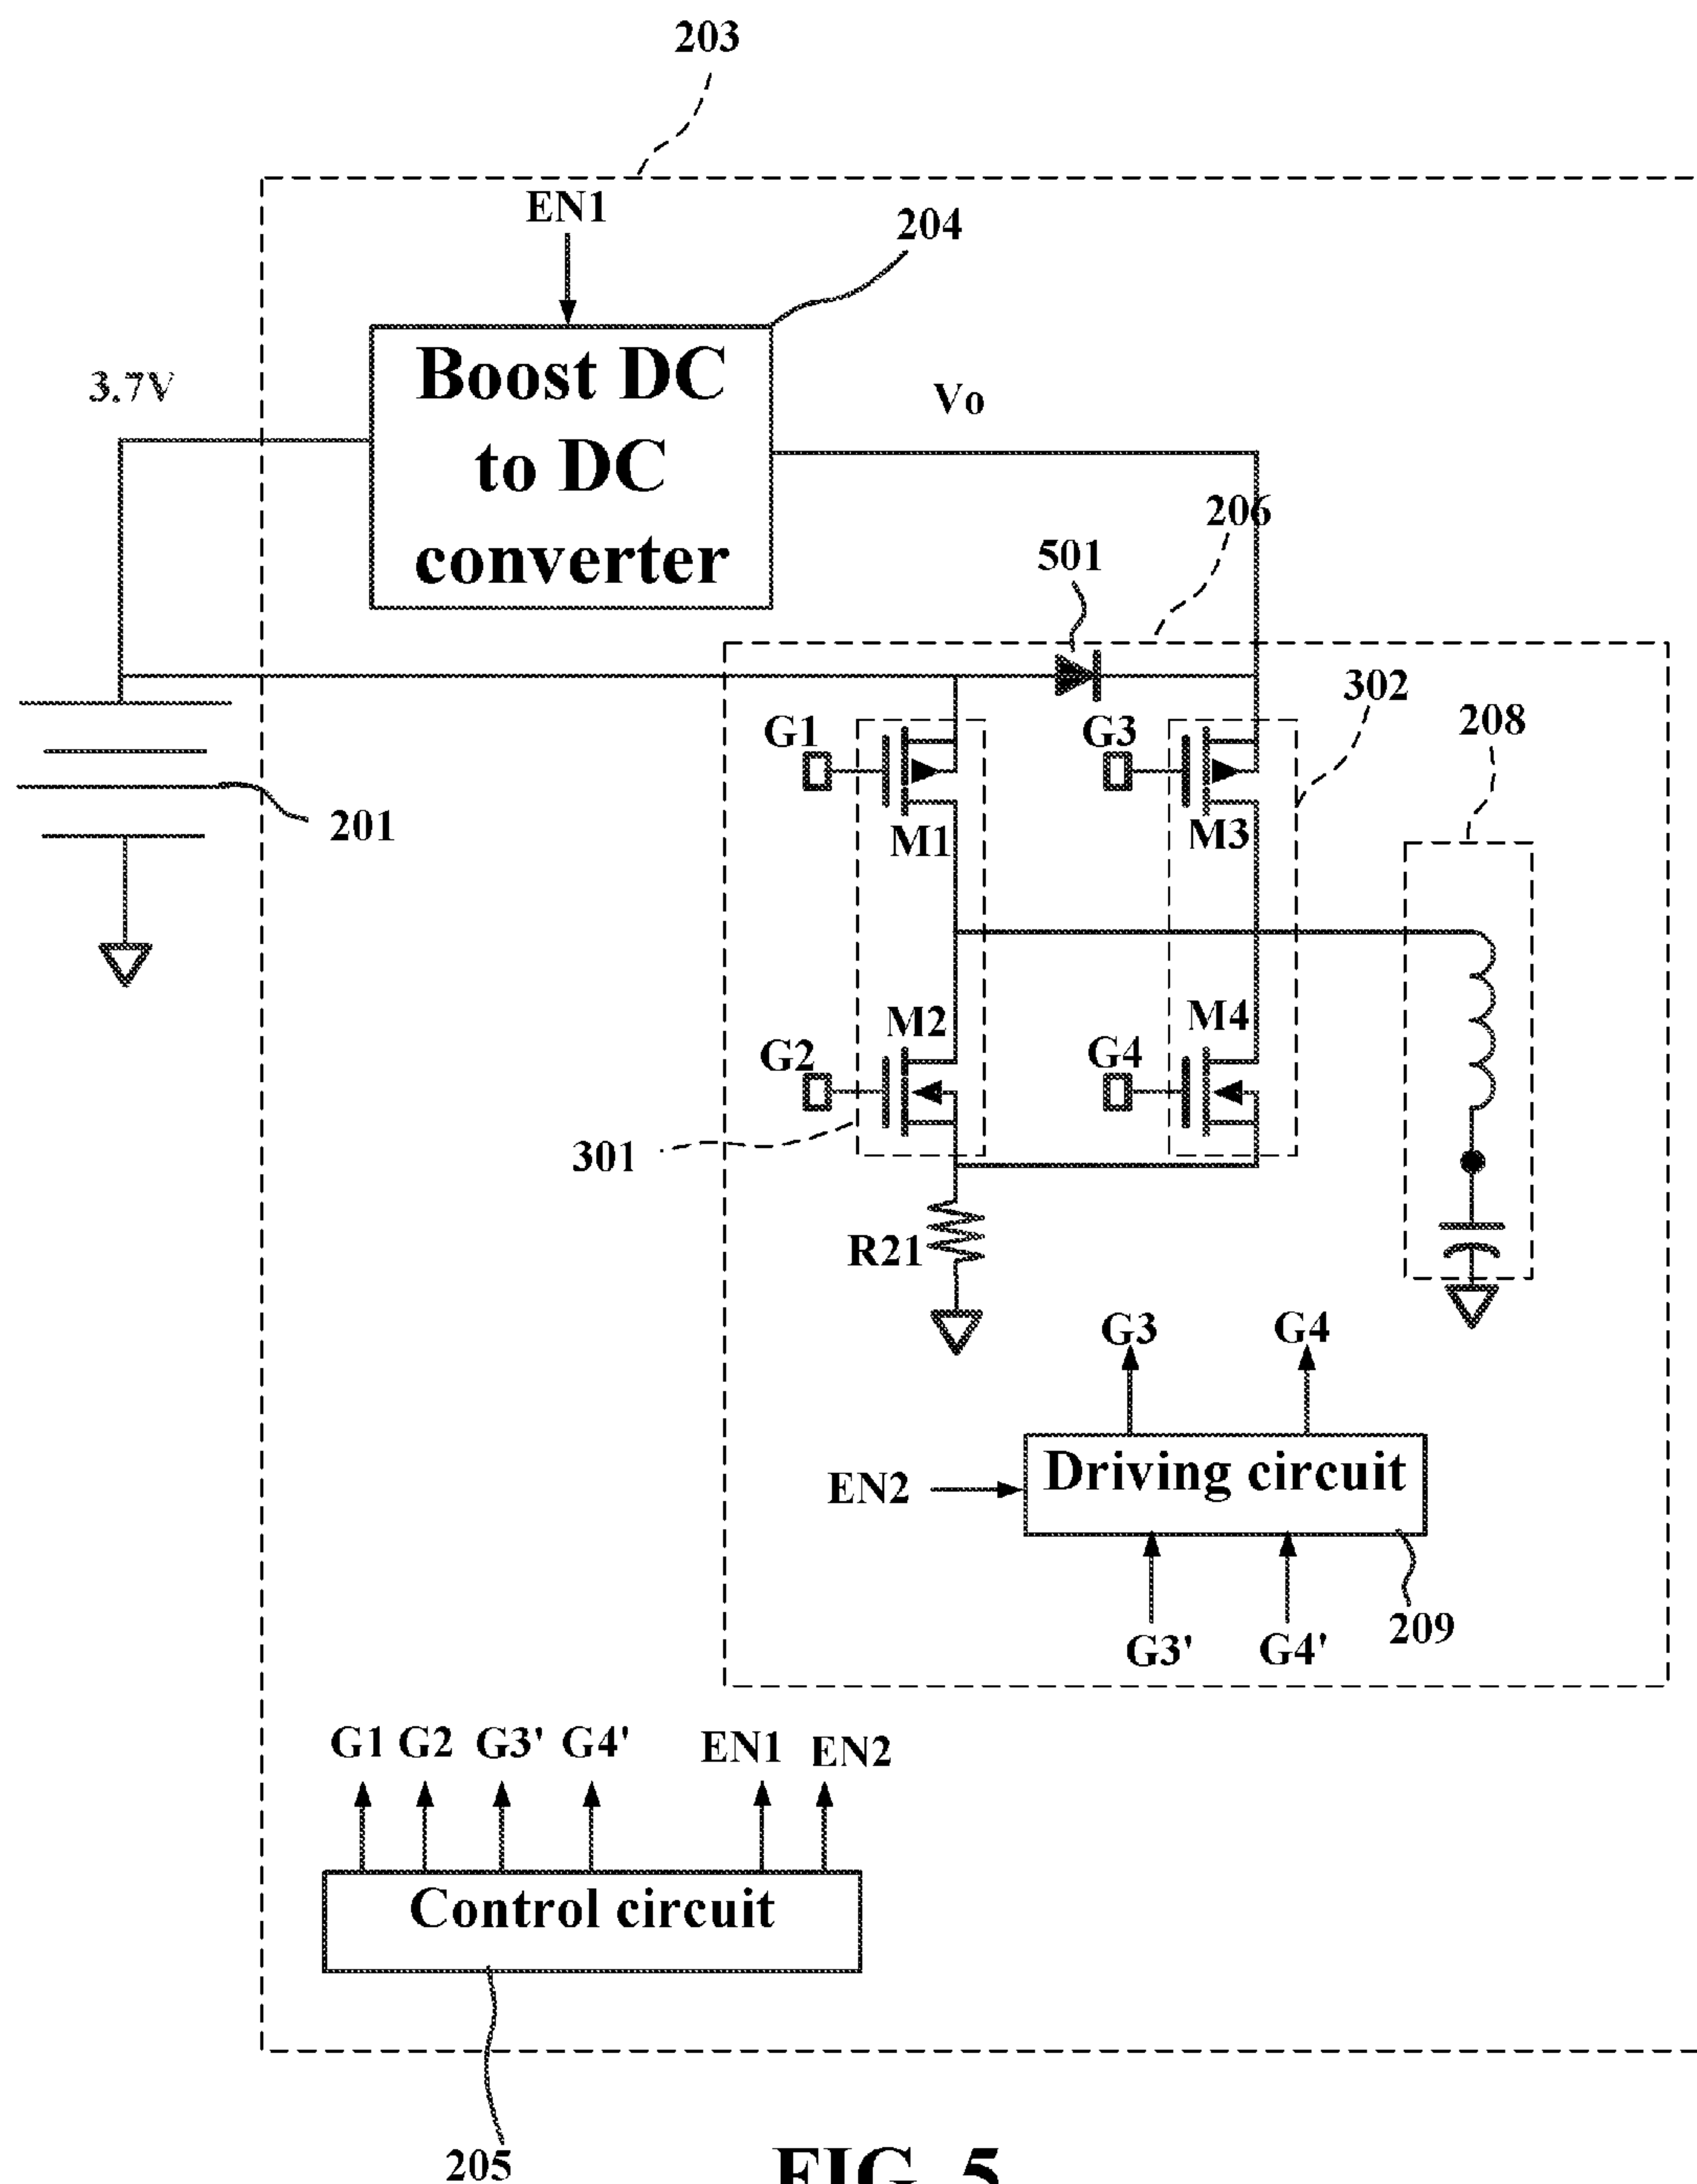 203
EN1
204
Boost DC
to DC
converter
3.7V
Vo
206
501
302
208
G1
G3
201
M1
M3
M2
M4
G2
G4
301
R21
G3
G4
EN2
Driving circuit
209
G3'
G4'
G1 G2 G3' G4' EN1 EN2
Control circuit
205
FIG. 5